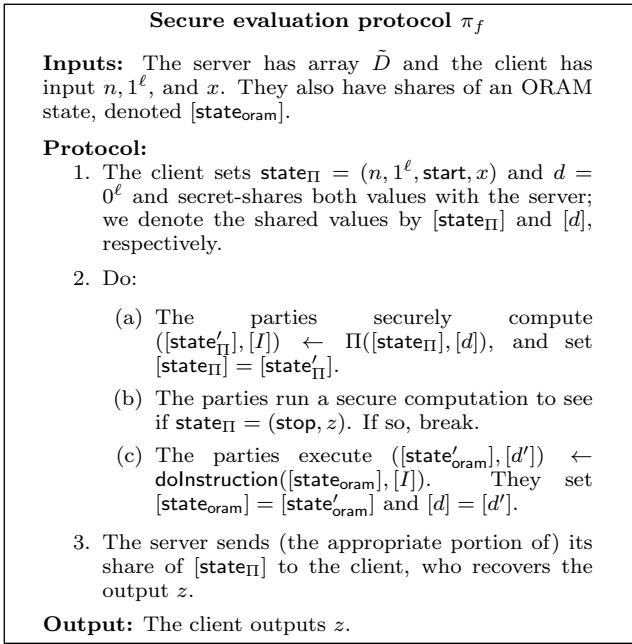 Secure evaluation protocol π_f
Inputs: The server has array D̃ and the client has
input n, 1^ℓ, and x. They also have shares of an ORAM
state, denoted [state_oram].
Protocol:
1. The client sets state_Π = (n, 1^ℓ, start, x) and d =
0^ℓ and secret-shares both values with the server;
we denote the shared values by [state_Π] and [d],
respectively.
2. Do:
(a) The parties securely compute
([state′_Π], [I]) ← Π([state_Π], [d]), and set
[state_Π] = [state′_Π].
(b) The parties run a secure computation to see
if state_Π = (stop, z). If so, break.
(c) The parties execute ([state′_oram], [d′]) ←
doInstruction([state_oram], [I]). They set
[state_oram] = [state′_oram] and [d] = [d′].
3. The server sends (the appropriate portion of) its
share of [state_Π] to the client, who recovers the
output z.
Output: The client outputs z.